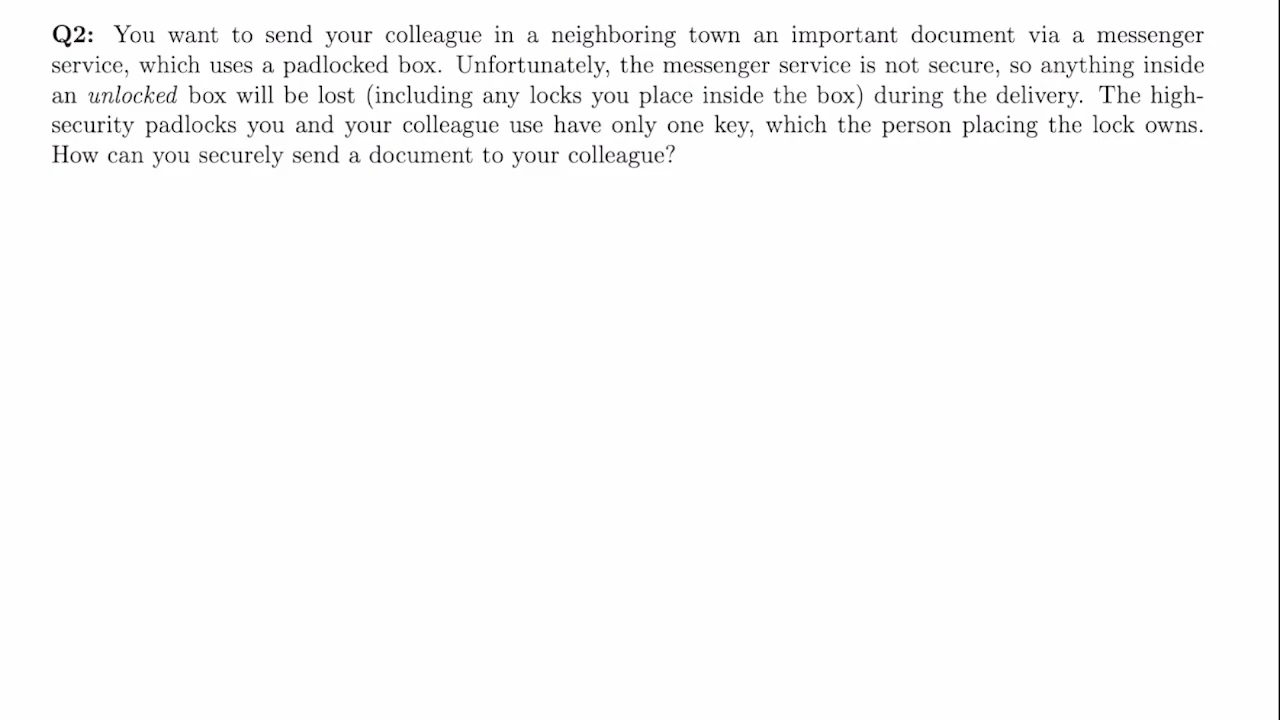 Q2: You want to send your colleague in a neighboring town an important document via a messenger
service, which uses a padlocked box. Unfortunately, the messenger service is not secure, so anything inside
an unlocked box will be lost (including any locks you place inside the box) during the delivery. The high-
security padlocks you and your colleague use have only one key, which the person placing the lock owns.
How can you securely send a document to your colleague?